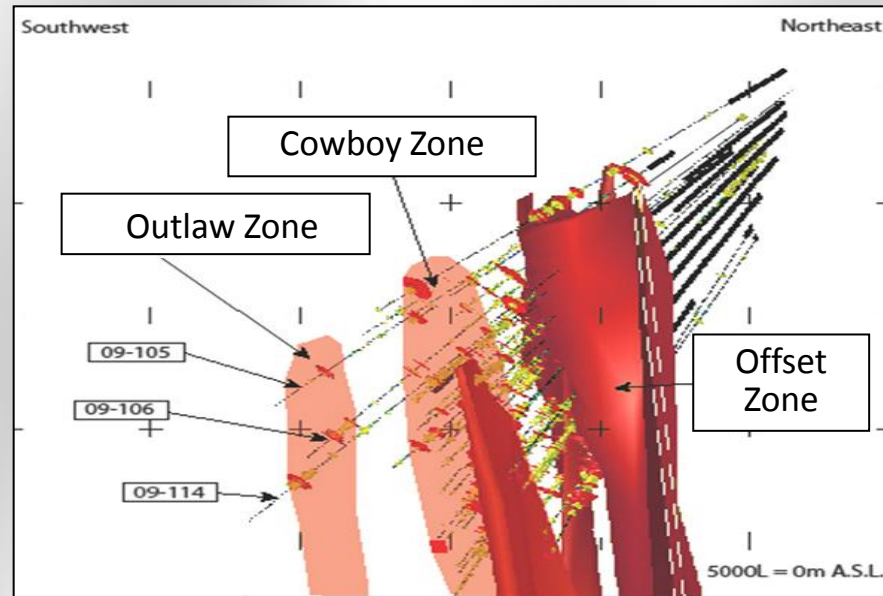 Southwest
Northeast
Cowboy Zone
Outlaw Zone
09-105
Offset
Zone
09-106
09-114
5000L = 0m A.S.L.